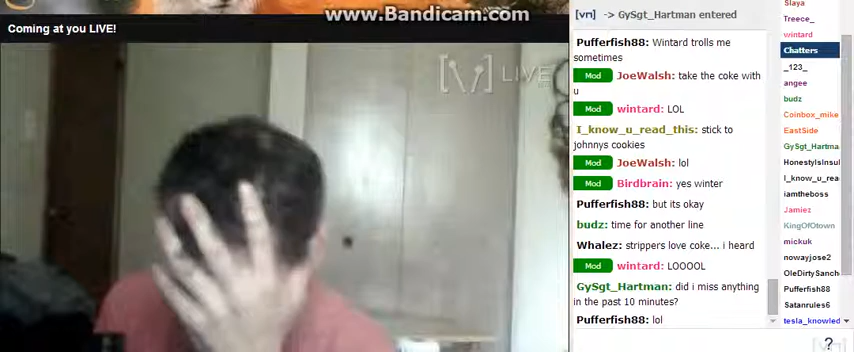 www.Bandicam.com
Coming at you LIVE!
[vn] LIVE
[vn] -> GySgt_Hartman entered
Pufferfish88: Wintard trolls me
sometimes
Mod JoeWalsh: take the coke with
u
Mod wintard: LOL
I_know_u_read_this: stick to
johnnys cookies
Mod JoeWalsh: lol
Mod Birdbrain: yes winter
Pufferfish88: but its okay
budz: time for another line
Whalez: strippers love coke... i heard
Mod wintard: LOOOOL
GySgt_Hartman: did i miss anything
in the past 10 minutes?
Pufferfish88: lol
Slaya
Treece_
wintard
Chatters
_123_
angee
budz
Coinbox_mike
EastSide
GySgt_Hartma
HonestyIsInsul
I_know_u_rea
iamtheboss
Jamiez
KingOfOtown
mickuk
nowayjose2
OleDirtySanch
Pufferfish88
Satanrules6
tesla_knowled
[vn]
?